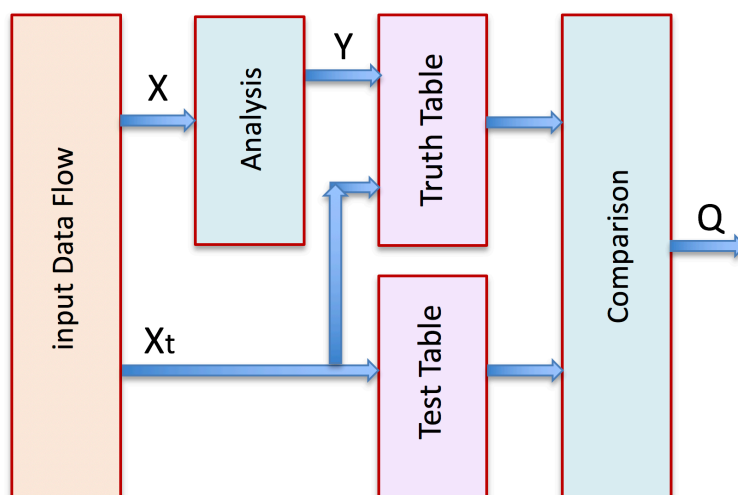 input Data Flow
X
Analysis
Y
Truth Table
Xt
Test Table
Comparison
Q